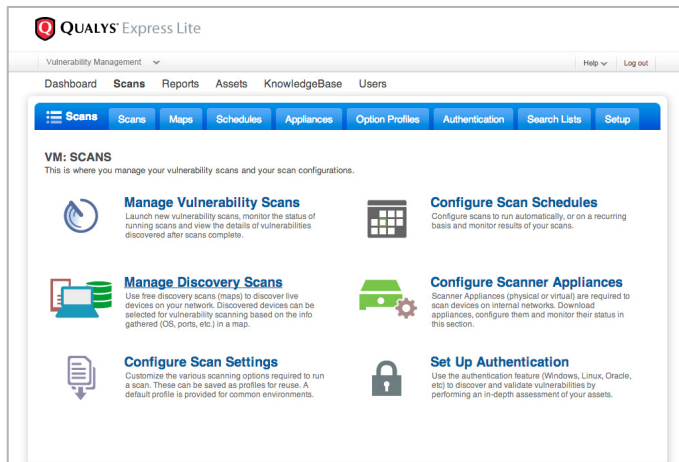 QUALYS® Express Lite
Vulnerability Management
Help
Log out
Dashboard Scans Reports Assets KnowledgeBase Users
Scans Scans Maps Schedules Appliances Option Profiles Authentication Search Lists Setup
VM: SCANS
This is where you manage your vulnerability scans and your scan configurations.
Manage Vulnerability Scans
Launch new vulnerability scans, monitor the status of
running scans and view the details of vulnerabilities
discovered after scans complete.
Configure Scan Schedules
Configure scans to run automatically, or on a recurring
basis and monitor results of your scans.
Manage Discovery Scans
Use free discovery scans (maps) to discover live
devices on your network. Discovered devices can be
selected for vulnerability scanning based on the info
gathered (OS, ports, etc.) in a map.
Configure Scanner Appliances
Scanner Appliances (physical or virtual) are required to
scan devices on internal networks. Download
appliances, configure them and monitor their status in
this section.
Configure Scan Settings
Customize the various scanning options required to run
a scan. These can be saved as profiles for reuse. A
default profile is provided for common environments.
Set Up Authentication
Use the authentication feature (Windows, Linux, Oracle,
etc) to discover and validate vulnerabilities by
performing an in-depth assessment of your assets.